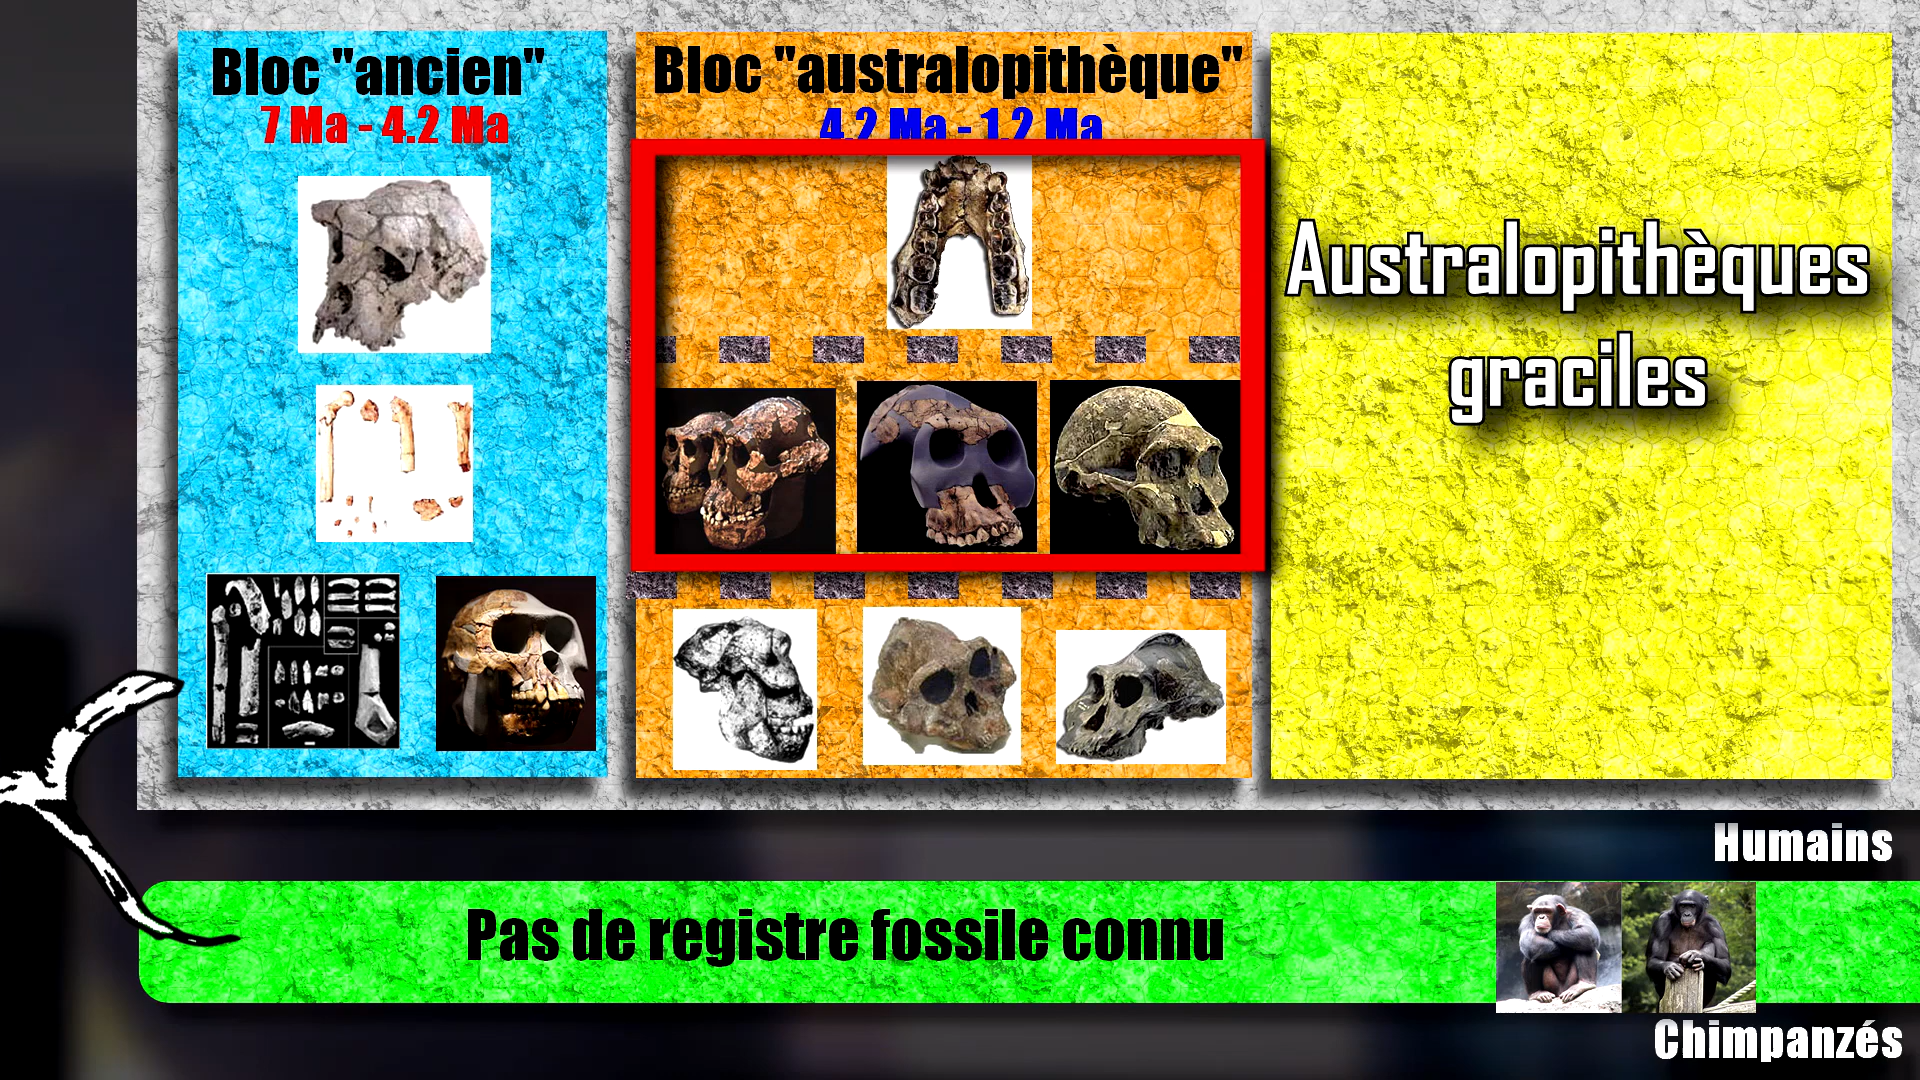 Bloc "ancien"
7 Ma - 4.2 Ma
Bloc "australopithèque"
4.2 Ma - 1.2 Ma
Australopithèques
graciles
Humains
Pas de registre fossile connu
Chimpanzés